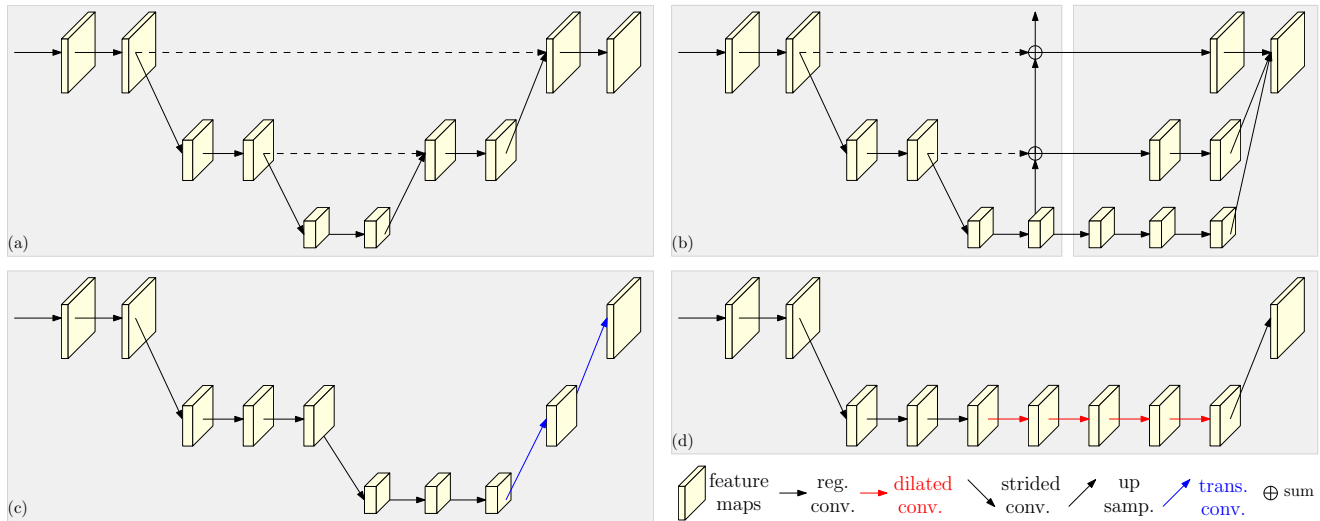 (a)
(b)
(c)
(d)
feature maps
reg. conv.
dilated conv.
strided conv.
up samp.
trans. conv.
sum